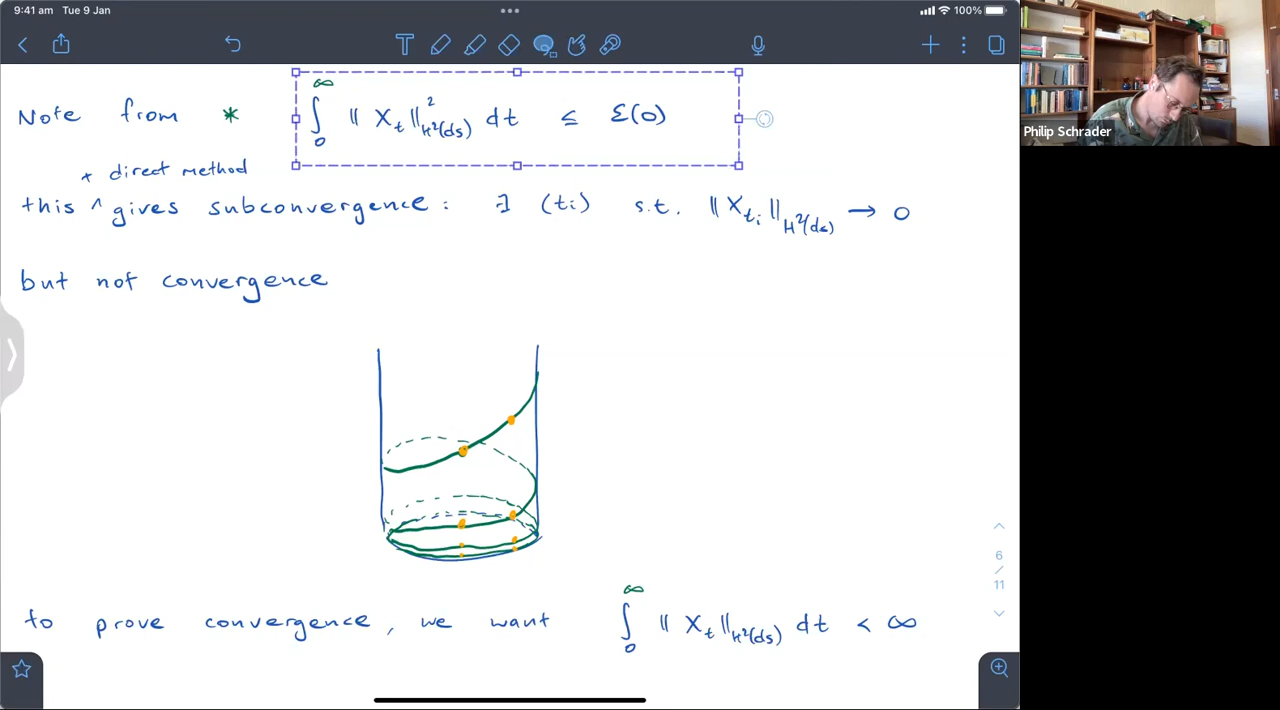 9:41 am Tue 9 Jan
100%
Note from * ∫₀^∞ ‖ X_t ‖²_{H²(ds)} dt ≤ Ɛ(0)
+ direct method
this ^ gives subconvergence : ∃ (t_i) s.t. ‖X_{t_i}‖_{H²(ds)} → 0
but not convergence
to prove convergence, we want ∫₀^∞ ‖ X_t ‖_{H²(ds)} dt < ∞
6
/
11
Philip Schrader